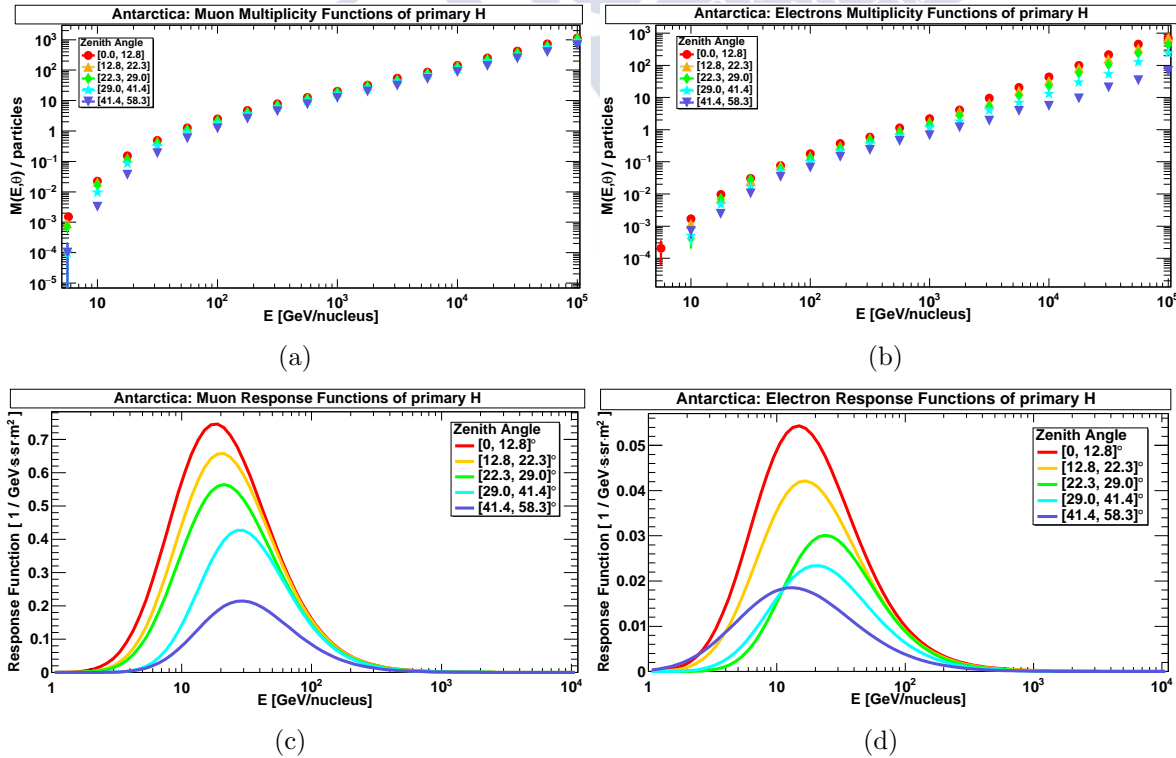 Antarctica: Muon Multiplicity Functions of primary H
M(E,θ) / particles
10³
10²
10
1
10⁻¹
10⁻²
10⁻³
10⁻⁴
10⁻⁵
Zenith Angle
[0.0, 12.8]
[12.8, 22.3]
[22.3, 29.0]
[29.0, 41.4]
[41.4, 58.3]
10 10² 10³ 10⁴ 10⁵
E [GeV/nucleus]
(a)
Antarctica: Electrons Multiplicity Functions of primary H
M(E,θ) / particles
10³
10²
10
1
10⁻¹
10⁻²
10⁻³
10⁻⁴
Zenith Angle
[0.0, 12.8]
[12.8, 22.3]
[22.3, 29.0]
[29.0, 41.4]
[41.4, 58.3]
10 10² 10³ 10⁴ 10⁵
E [GeV/nucleus]
(b)
Antarctica: Muon Response Functions of primary H
Response Function [ 1 / GeV·s·sr·m²]
0.7
0.6
0.5
0.4
0.3
0.2
0.1
0
Zenith Angle
[0, 12.8]°
[12.8, 22.3]°
[22.3, 29.0]°
[29.0, 41.4]°
[41.4, 58.3]°
1 10 10² 10³ 10⁴
E [GeV/nucleus]
(c)
Antarctica: Electron Response Functions of primary H
Response Function [ 1 / GeV·s·sr·m²]
0.05
0.04
0.03
0.02
0.01
0
Zenith Angle
[0, 12.8]°
[12.8, 22.3]°
[22.3, 29.0]°
[29.0, 41.4]°
[41.4, 58.3]°
1 10 10² 10³ 10⁴
E [GeV/nucleus]
(d)